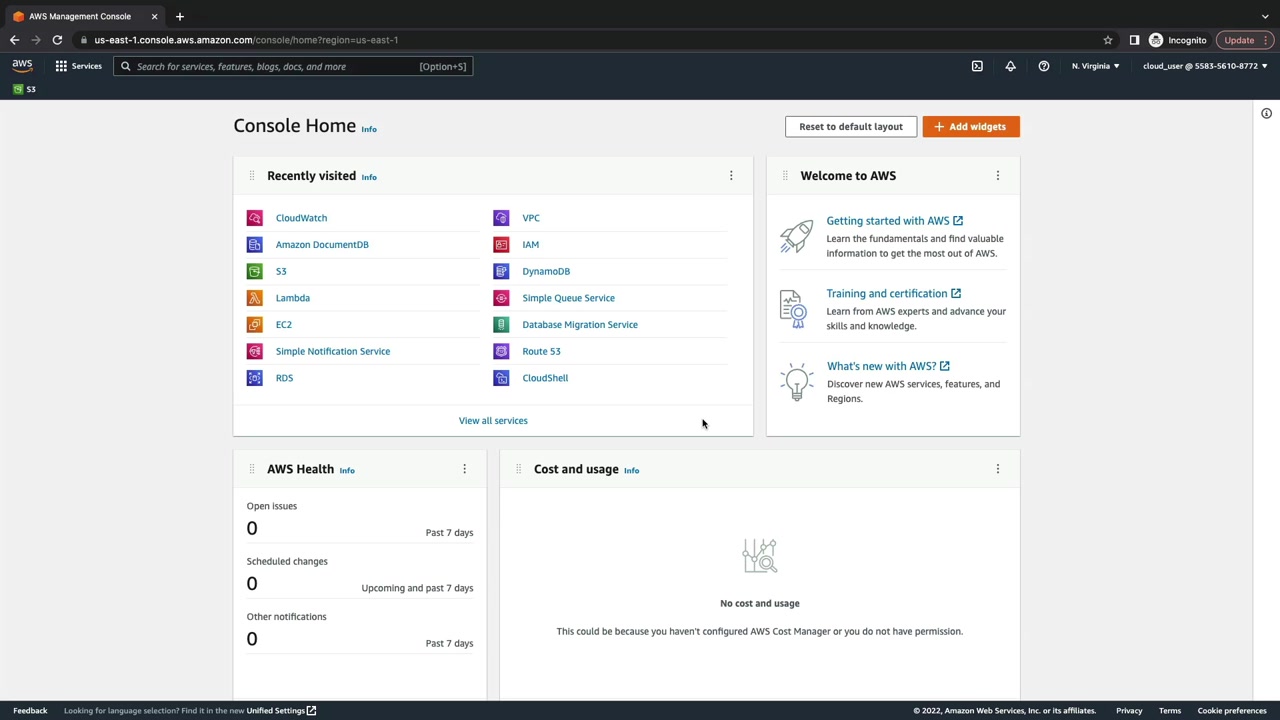 AWS Management Console
us-east-1.console.aws.amazon.com/console/home?region=us-east-1
Incognito
Update
aws
Services
Search for services, features, blogs, docs, and more
[Option+S]
N. Virginia
cloud_user @ 5583-5610-8772
S3
Console Home Info
Reset to default layout
Add widgets
Recently visited Info
CloudWatch
Amazon DocumentDB
S3
Lambda
EC2
Simple Notification Service
RDS
VPC
IAM
DynamoDB
Simple Queue Service
Database Migration Service
Route 53
CloudShell
View all services
Welcome to AWS
Getting started with AWS
Learn the fundamentals and find valuable
information to get the most out of AWS.
Training and certification
Learn from AWS experts and advance your
skills and knowledge.
What's new with AWS?
Discover new AWS services, features, and
Regions.
AWS Health Info
Open issues
0
Past 7 days
Scheduled changes
0
Upcoming and past 7 days
Other notifications
0
Past 7 days
Cost and usage Info
No cost and usage
This could be because you haven't configured AWS Cost Manager or you do not have permission.
Feedback
Looking for language selection? Find it in the new Unified Settings
© 2022, Amazon Web Services, Inc. or its affiliates.
Privacy
Terms
Cookie preferences